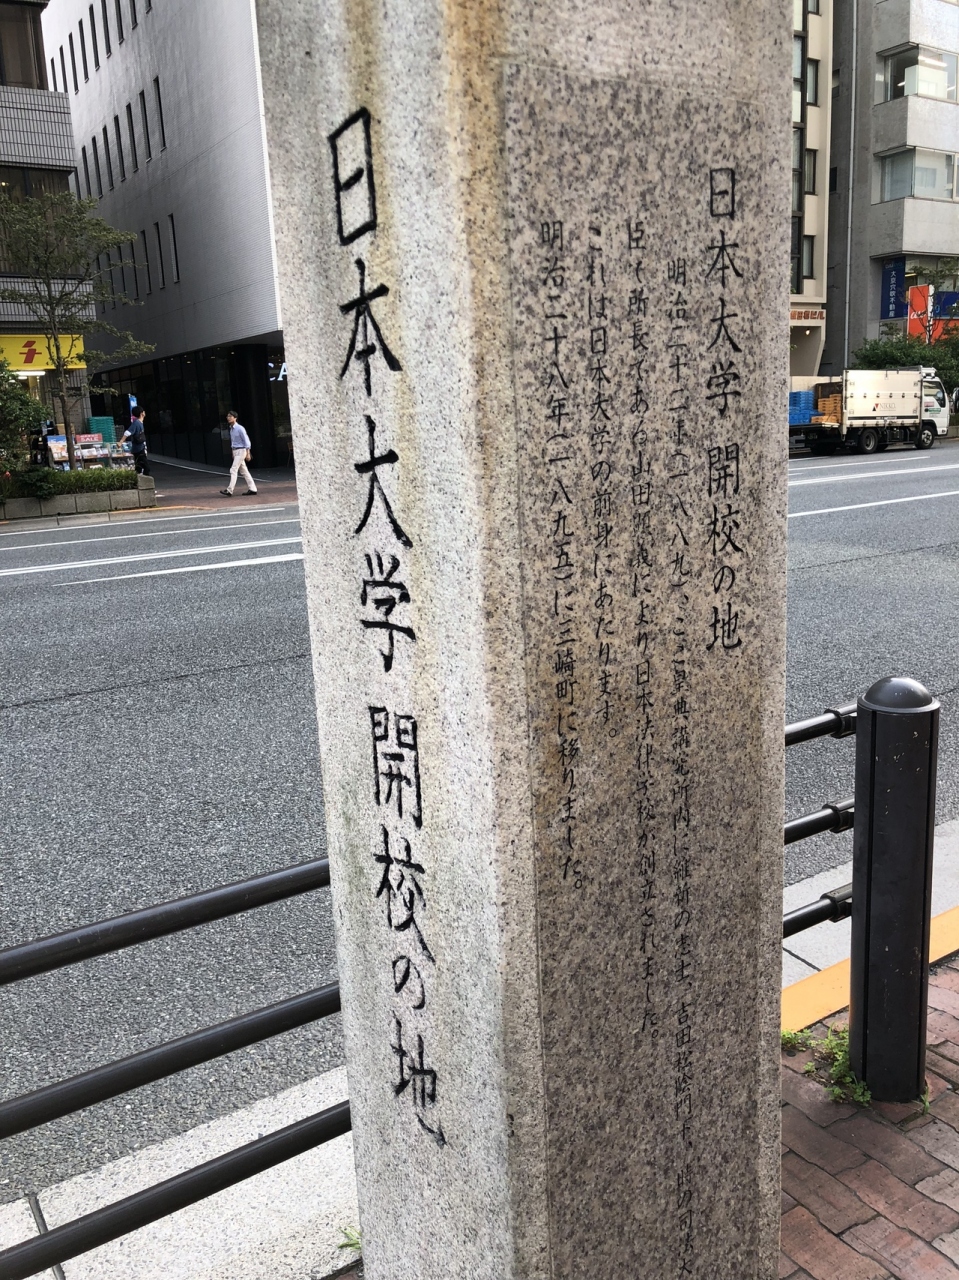 日本大学 開校の地
日本大学 開校の地
明治二十二年（一八八九）、ここ皇典講究所内に維新の志士、吉田松陰門下
臣で所長である山田顕義により日本法律学校が創立されました。
これは日本大学の前身にあたります。
明治二十八年（一八九五）に三崎町に移りました。
SALE